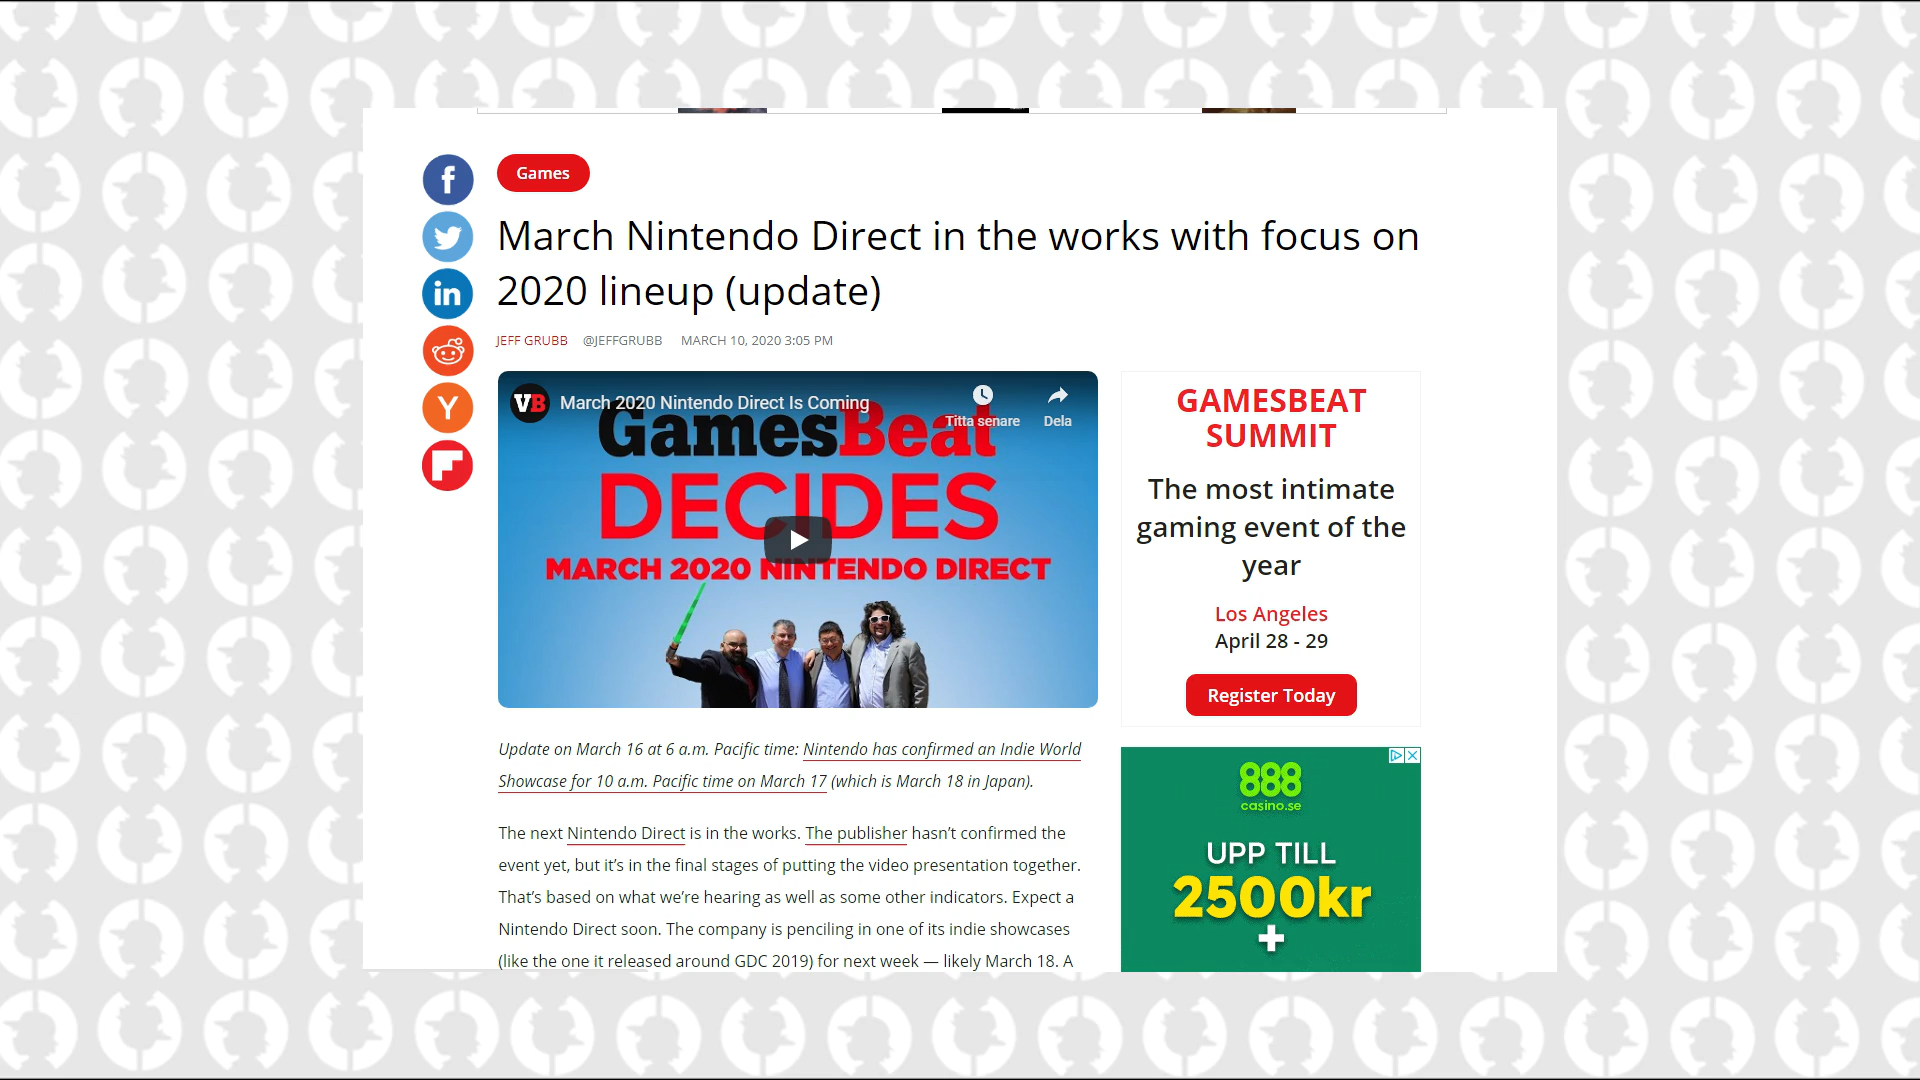 Games
March Nintendo Direct in the works with focus on
2020 lineup (update)
JEFF GRUBB @JEFFGRUBB MARCH 10, 2020 3:05 PM
VB March 2020 Nintendo Direct Is Coming
Titta senare Dela
GamesBeat
DECIDES
MARCH 2020 NINTENDO DIRECT
Update on March 16 at 6 a.m. Pacific time: Nintendo has confirmed an Indie World
Showcase for 10 a.m. Pacific time on March 17 (which is March 18 in Japan).
The next Nintendo Direct is in the works. The publisher hasn’t confirmed the
event yet, but it’s in the final stages of putting the video presentation together.
That’s based on what we’re hearing as well as some other indicators. Expect a
Nintendo Direct soon. The company is penciling in one of its indie showcases
(like the one it released around GDC 2019) for next week — likely March 18. A
GAMESBEAT
SUMMIT
The most intimate
gaming event of the
year
Los Angeles
April 28 - 29
Register Today
888
casino.se
UPP TILL
2500kr
+